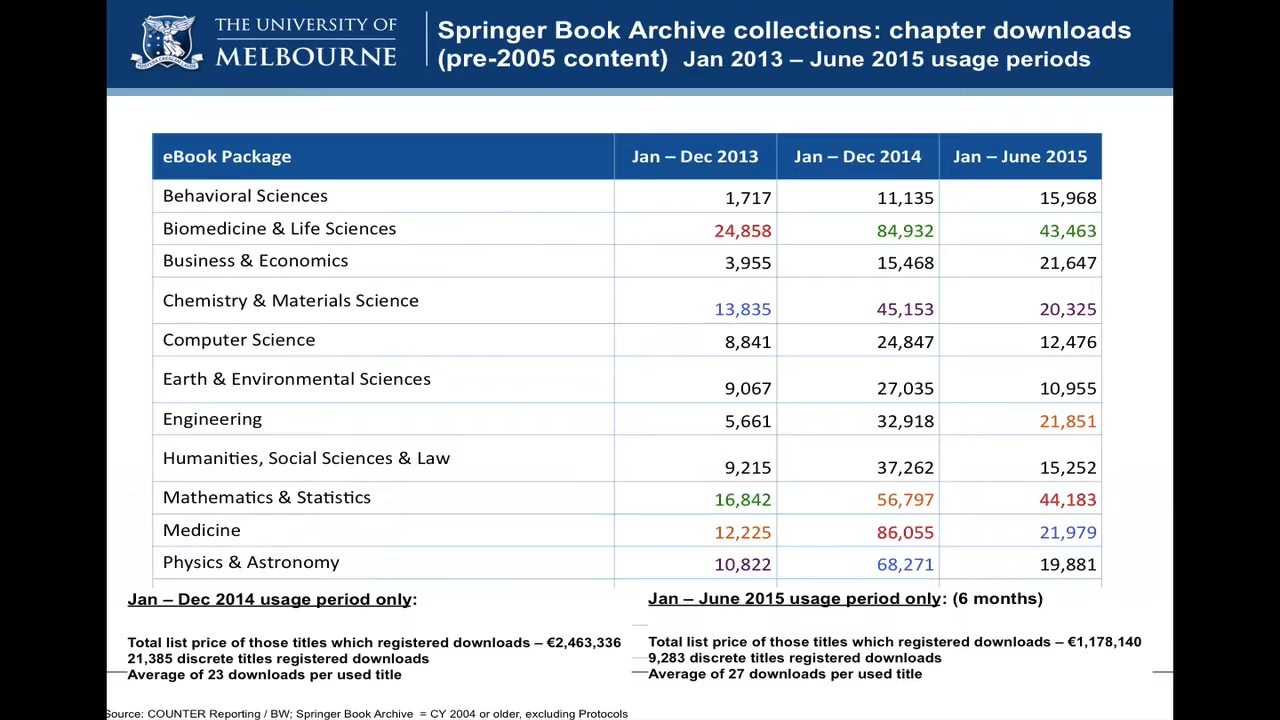 THE UNIVERSITY OF
MELBOURNE
Springer Book Archive collections: chapter downloads
(pre-2005 content) Jan 2013 – June 2015 usage periods
eBook Package Jan – Dec 2013 Jan – Dec 2014 Jan – June 2015
Behavioral Sciences 1,717 11,135 15,968
Biomedicine & Life Sciences 24,858 84,932 43,463
Business & Economics 3,955 15,468 21,647
Chemistry & Materials Science 13,835 45,153 20,325
Computer Science 8,841 24,847 12,476
Earth & Environmental Sciences 9,067 27,035 10,955
Engineering 5,661 32,918 21,851
Humanities, Social Sciences & Law 9,215 37,262 15,252
Mathematics & Statistics 16,842 56,797 44,183
Medicine 12,225 86,055 21,979
Physics & Astronomy 10,822 68,271 19,881
Jan – Dec 2014 usage period only:
Total list price of those titles which registered downloads – €2,463,336
21,385 discrete titles registered downloads
Average of 23 downloads per used title
Jan – June 2015 usage period only: (6 months)
Total list price of those titles which registered downloads – €1,178,140
9,283 discrete titles registered downloads
Average of 27 downloads per used title
Source: COUNTER Reporting / BW; Springer Book Archive = CY 2004 or older, excluding Protocols